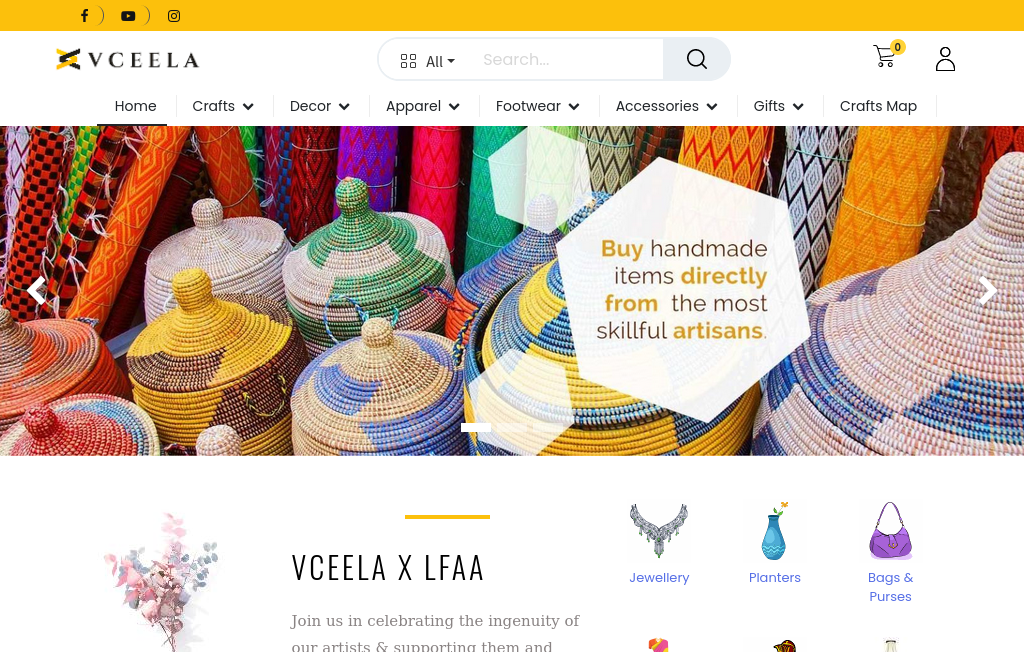 VCEELA
All
Search...
0
Home
Crafts
Decor
Apparel
Footwear
Accessories
Gifts
Crafts Map
Buy handmade
items directly
from the most
skillful artisans.
VCEELA X LFAA
Join us in celebrating the ingenuity of
our artists & supporting them and
Jewellery
Planters
Bags &
Purses